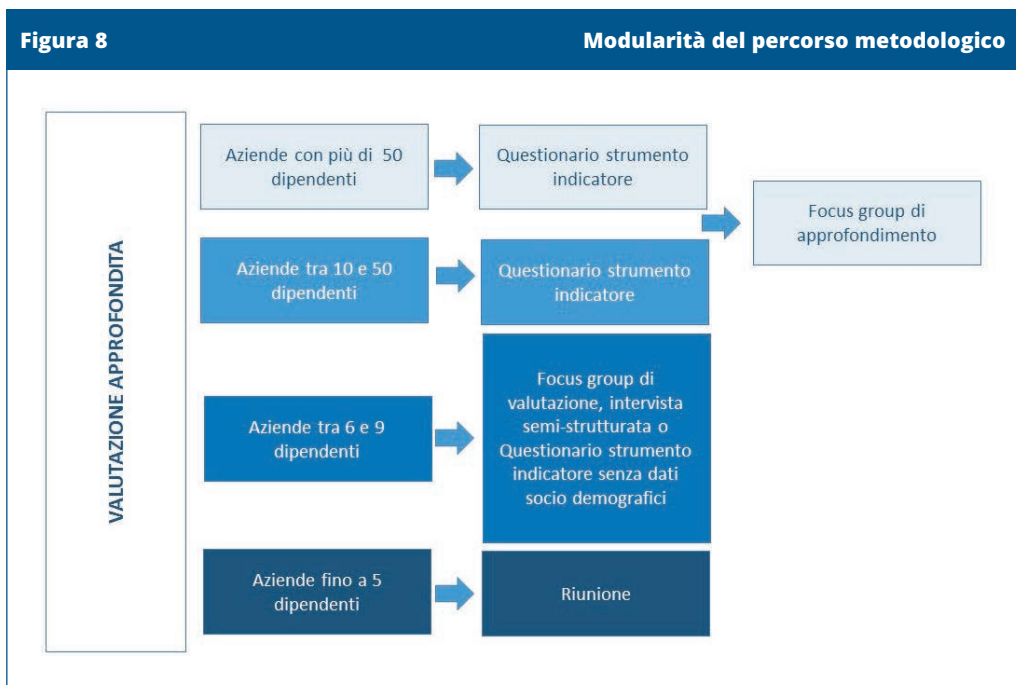 Figura 8
Modularità del percorso metodologico
VALUTAZIONE APPROFONDITA
Aziende con più di 50
dipendenti
Questionario strumento
indicatore
Focus group di
approfondimento
Aziende tra 10 e 50
dipendenti
Questionario strumento
indicatore
Aziende tra 6 e 9
dipendenti
Focus group di
valutazione, intervista
semi-strutturata o
Questionario strumento
indicatore senza dati
socio demografici
Aziende fino a 5
dipendenti
Riunione